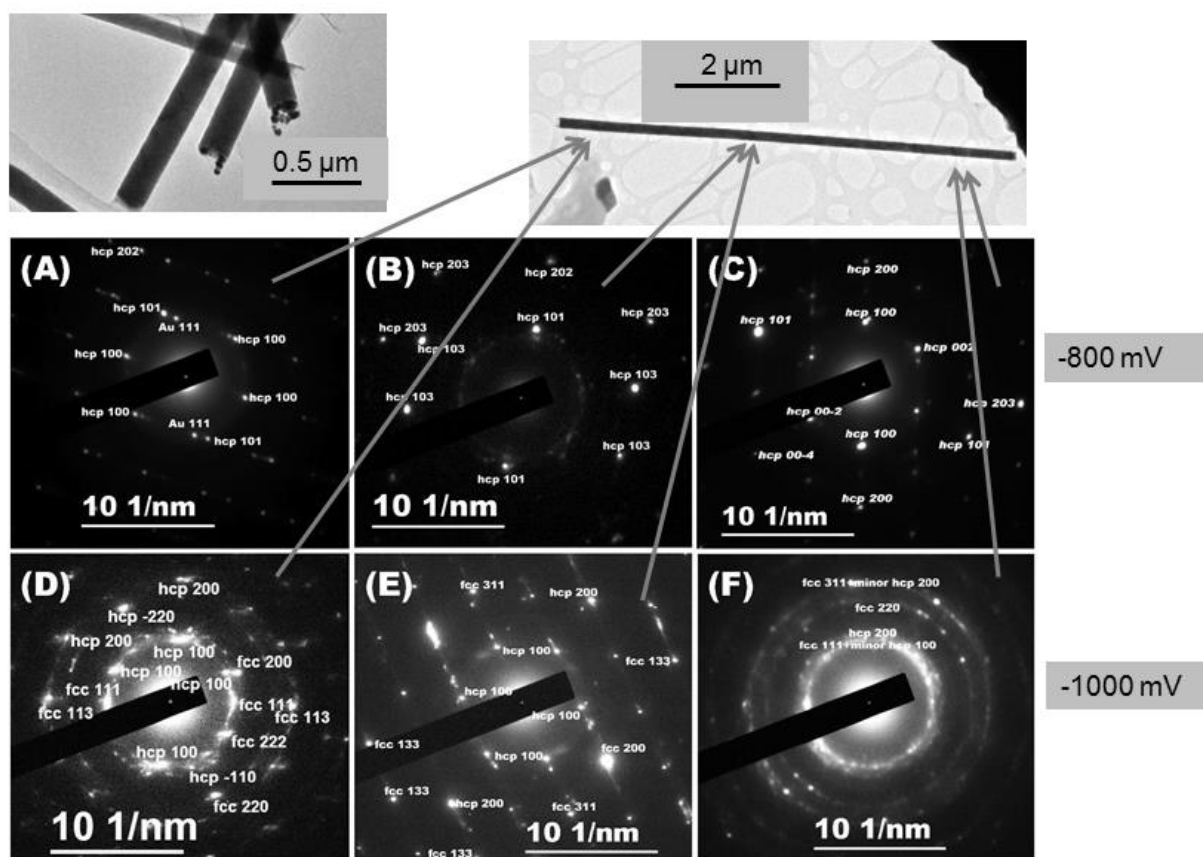 0.5 µm
2 µm
(A)
hcp 202
hcp 101
Au 111
hcp 100
hcp 100
hcp 100
hcp 100
Au 111
hcp 101
10 1/nm
(B)
hcp 203
hcp 202
hcp 203
hcp 203
hcp 101
hcp 103
hcp 103
hcp 103
hcp 103
hcp 101
10 1/nm
(C)
hcp 200
hcp 101
hcp 100
hcp 002
hcp 00-2
hcp 203
hcp 100
hcp 101
hcp 00-4
hcp 200
10 1/nm
-800 mV
(D)
hcp 200
hcp -220
hcp 200
hcp 100
hcp 100
fcc 200
hcp 100
fcc 111
fcc 111
fcc 113
fcc 113
fcc 222
hcp 100
hcp -110
fcc 220
10 1/nm
(E)
fcc 311
hcp 200
hcp 100
fcc 133
hcp 100
hcp 100
fcc 133
hcp 100
fcc 200
fcc 133
hcp 200
fcc 311
fcc 133
10 1/nm
(F)
fcc 311+minor hcp 200
fcc 220
hcp 200
fcc 111+minor hcp 100
10 1/nm
-1000 mV